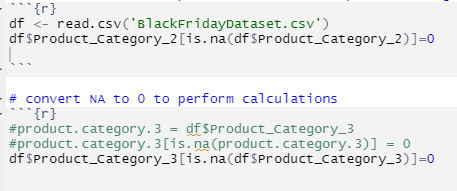 ```{r}
df <- read.csv('BlackFridayDataset.csv')
df$Product_Category_2[is.na(df$Product_Category_2)]=0
```
# convert NA to 0 to perform calculations
```{r}
#product.category.3 = df$Product_Category_3
#product.category.3[is.na(product.category.3)] = 0
df$Product_Category_3[is.na(df$Product_Category_3)]=0